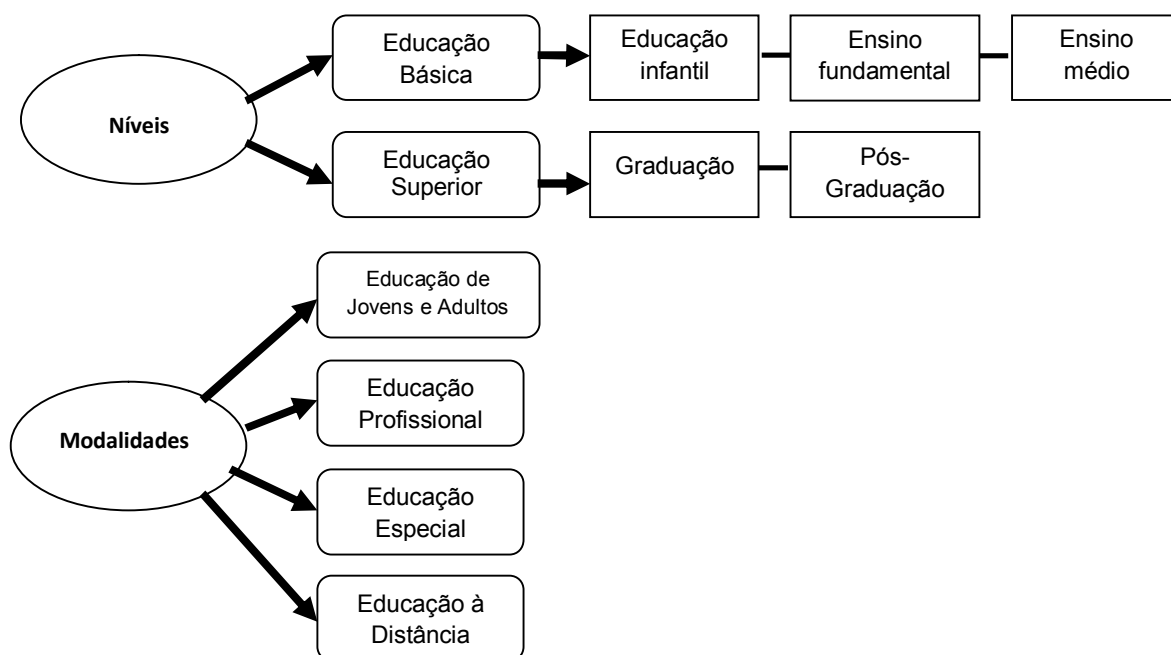 Níveis
Educação
Básica
Educação
infantil
Ensino
fundamental
Ensino
médio
Educação
Superior
Graduação
Pós-
Graduação
Modalidades
Educação de
Jovens e Adultos
Educação
Profissional
Educação
Especial
Educação à
Distância